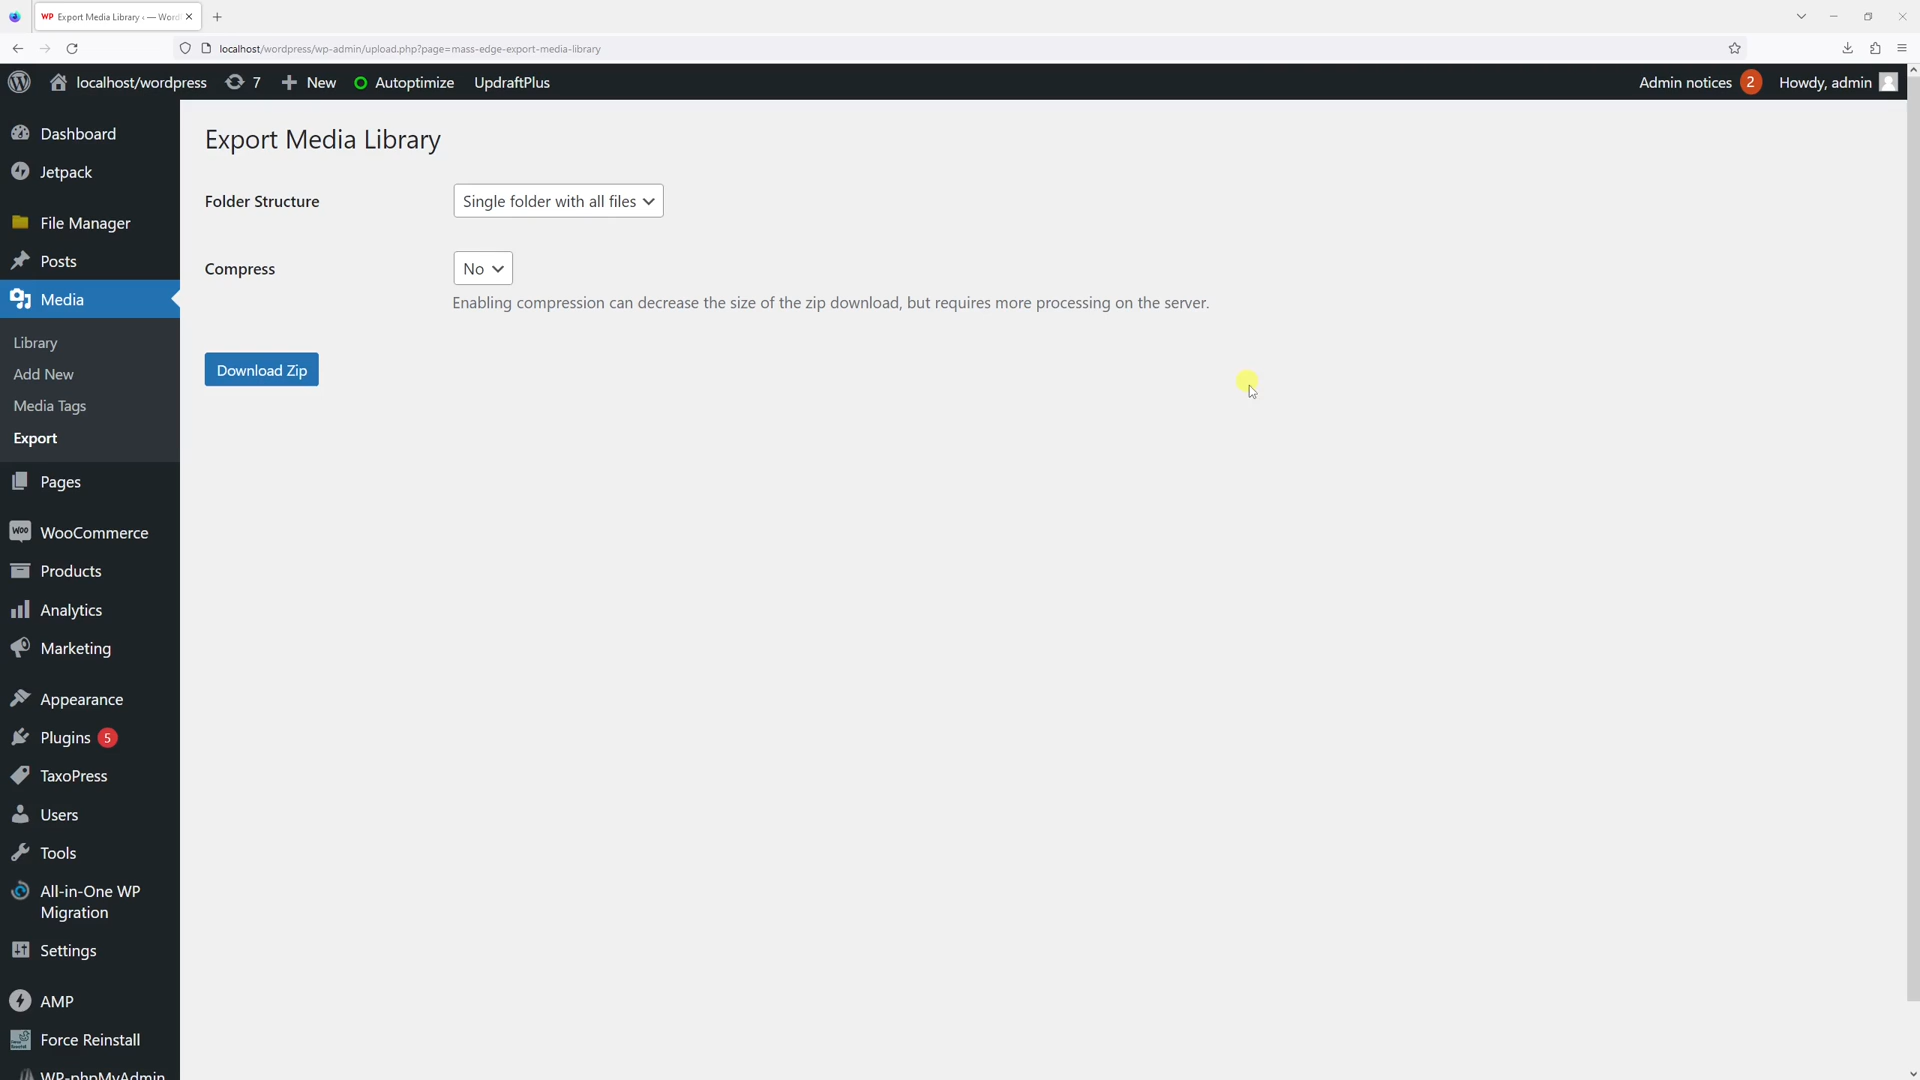 WP Export Media Library ‹ — Word
localhost/wordpress/wp-admin/upload.php?page=mass-edge-export-media-library
localhost/wordpress
7
New
Autoptimize
UpdraftPlus
Admin notices 2
Howdy, admin
Dashboard
Jetpack
File Manager
Posts
Media
Library
Add New
Media Tags
Export
Pages
WooCommerce
Products
Analytics
Marketing
Appearance
Plugins 5
TaxoPress
Users
Tools
All-in-One WP
Migration
Settings
AMP
Force Reinstall
WP-phpMyAdmin
Export Media Library
Folder Structure
Single folder with all files
Compress
No
Enabling compression can decrease the size of the zip download, but requires more processing on the server.
Download Zip